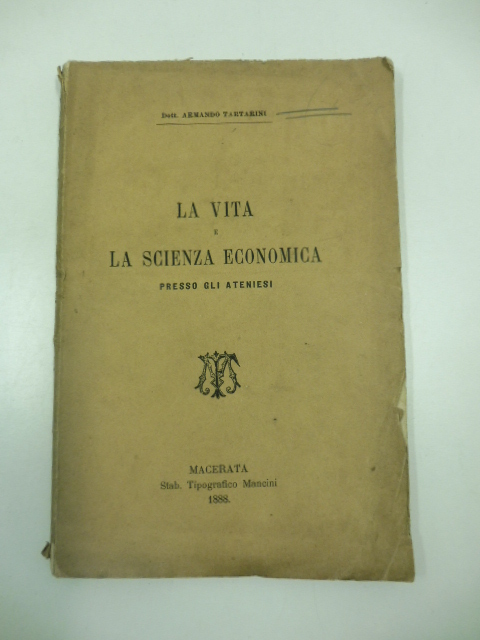 Dott. ARMANDO TARTARINI
LA VITA
E
LA SCIENZA ECONOMICA
PRESSO GLI ATENIESI
MACERATA
Stab. Tipografico Mancini
1888.